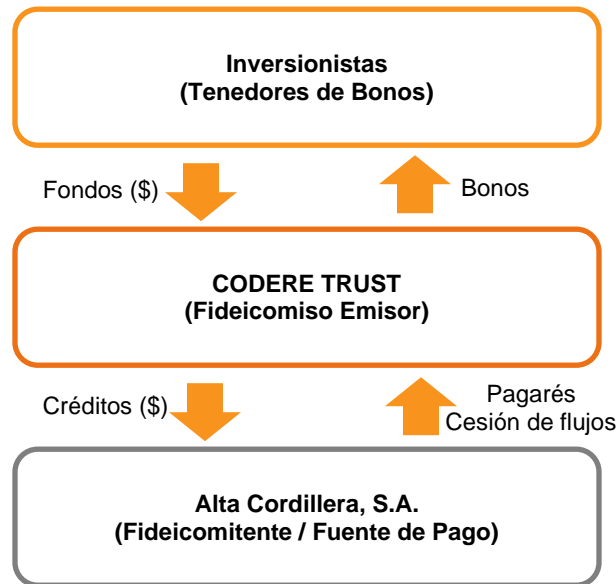 Inversionistas
(Tenedores de Bonos)
Fondos ($)
Bonos
CODERE TRUST
(Fideicomiso Emisor)
Créditos ($)
Pagarés
Cesión de flujos
Alta Cordillera, S.A.
(Fideicomitente / Fuente de Pago)